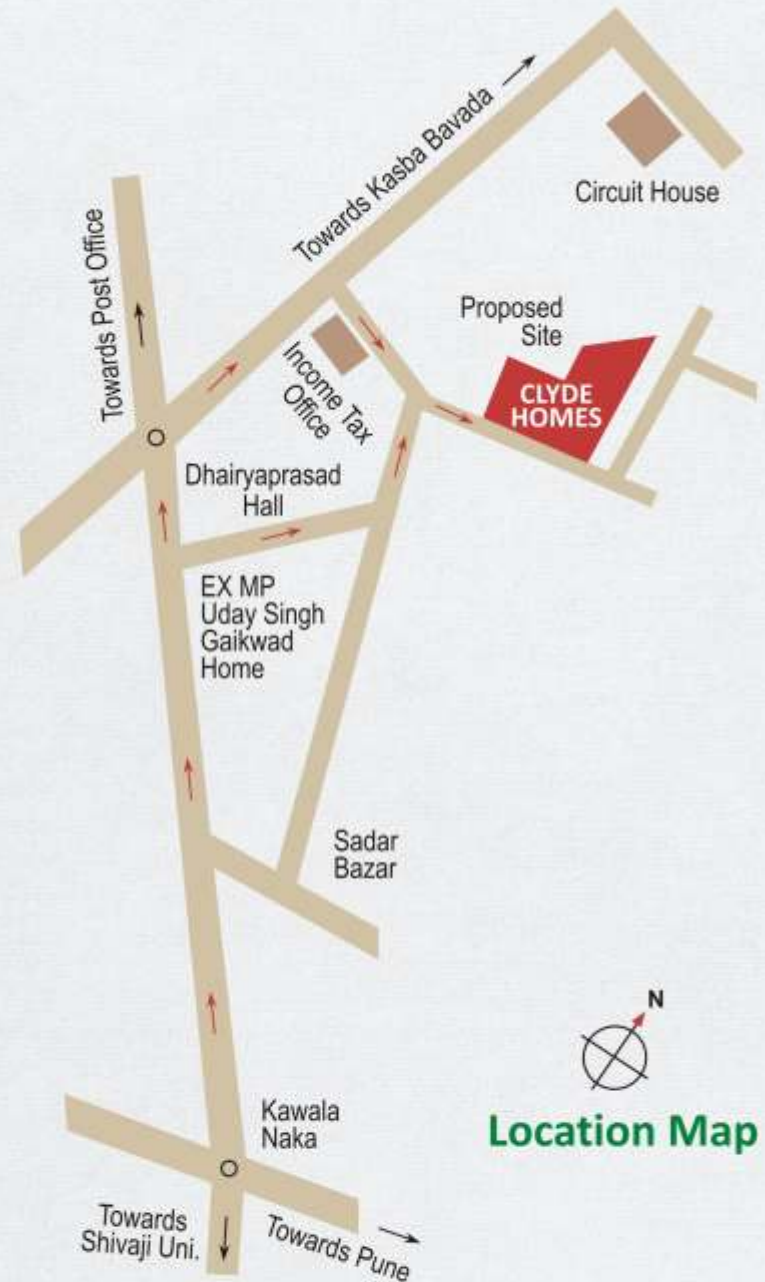 Towards Kasba Bavada
Circuit House
Towards Post Office
Proposed
Site
CLYDE
HOMES
Income Tax
Office
Dhairyaprasad
Hall
EX MP
Uday Singh
Gaikwad
Home
Sadar
Bazar
N
Location Map
Kawala
Naka
Towards
Shivaji Uni.
Towards Pune